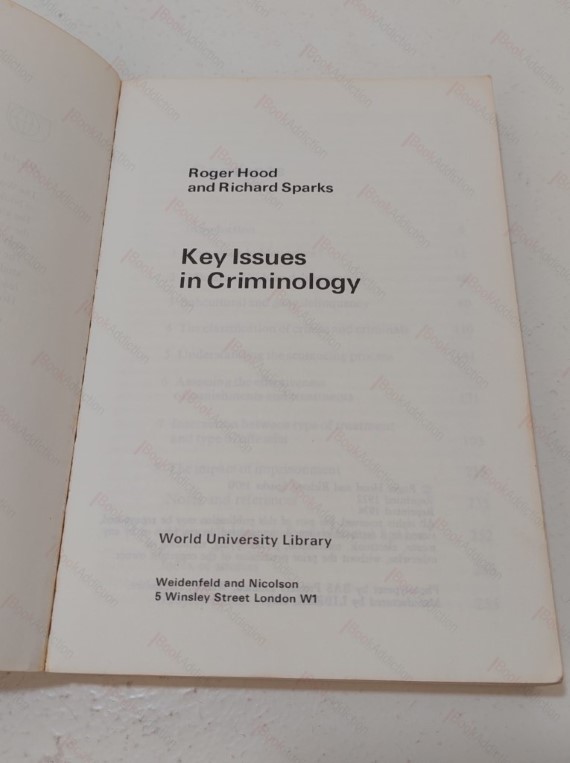 Roger Hood
and Richard Sparks
Key Issues
in Criminology
World University Library
Weidenfeld and Nicolson
5 Winsley Street London W1
BookAddiction